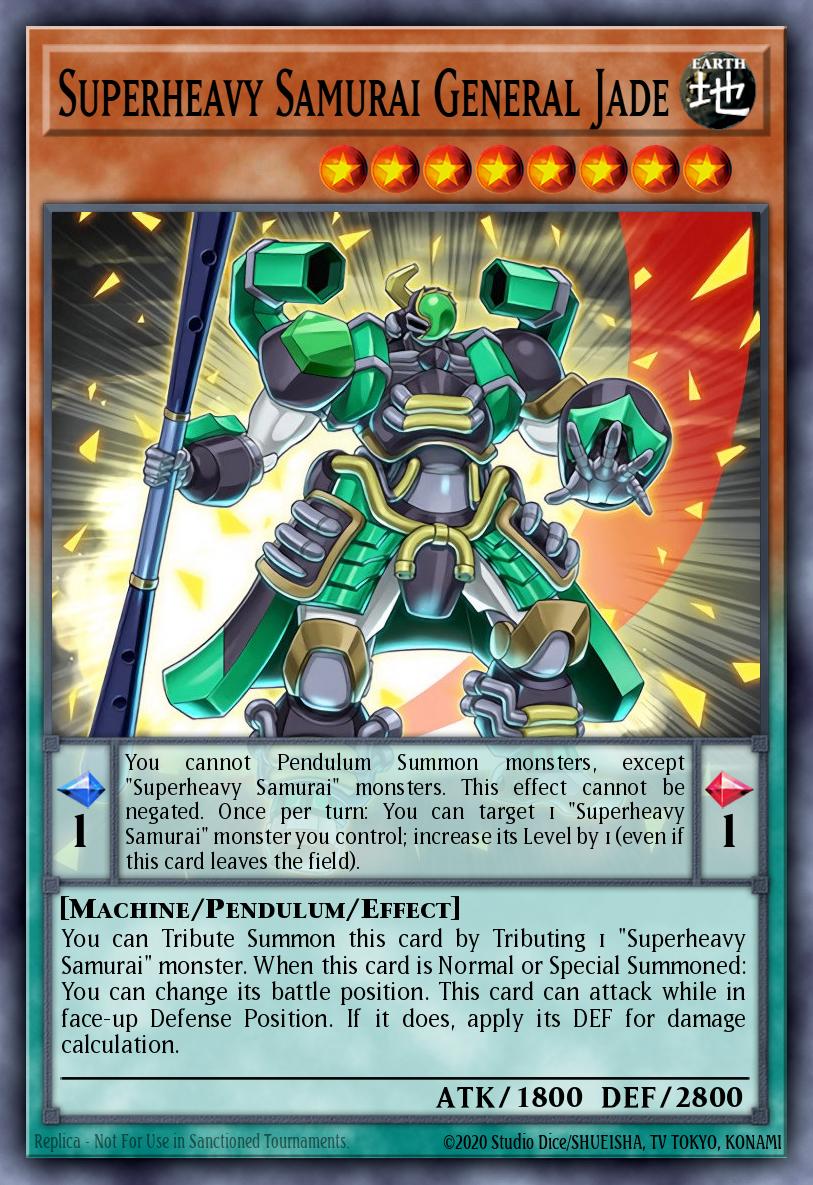 Superheavy Samurai General Jade
EARTH
地
You cannot Pendulum Summon monsters, except
"Superheavy Samurai" monsters. This effect cannot be
negated. Once per turn: You can target 1 "Superheavy
Samurai" monster you control; increase its Level by 1 (even if
this card leaves the field).
1
1
[Machine/Pendulum/Effect]
You can Tribute Summon this card by Tributing 1 "Superheavy
Samurai" monster. When this card is Normal or Special Summoned:
You can change its battle position. This card can attack while in
face-up Defense Position. If it does, apply its DEF for damage
calculation.
ATK/1800 DEF/2800
Replica - Not For Use in Sanctioned Tournaments.
©2020 Studio Dice/SHUEISHA, TV TOKYO, KONAMI